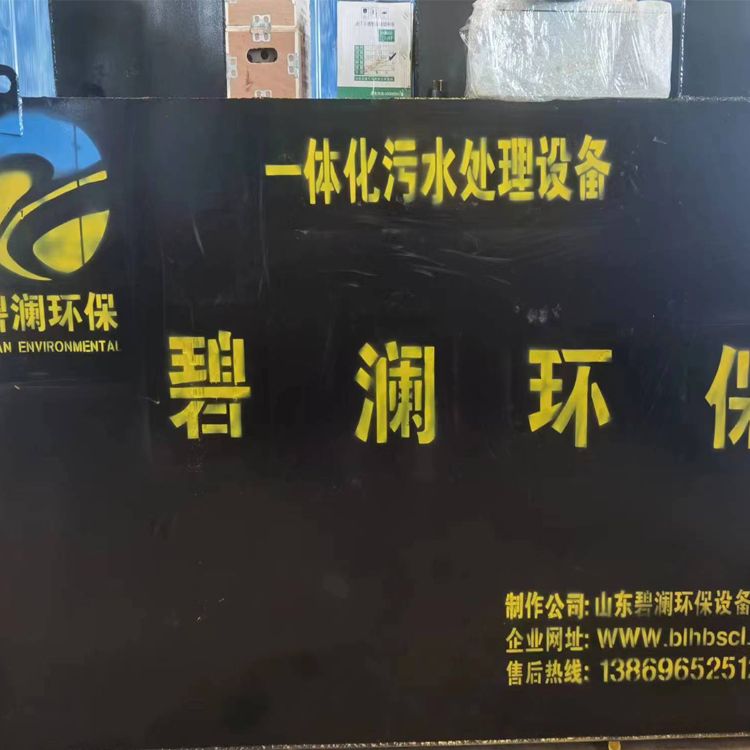 一体化污水处理设备
碧澜环保
AN ENVIRONMENTAL
碧澜环保
制作公司: 山东碧澜环保设备
企业网址: WWW.blhbscl.
售后热线: 1386965251